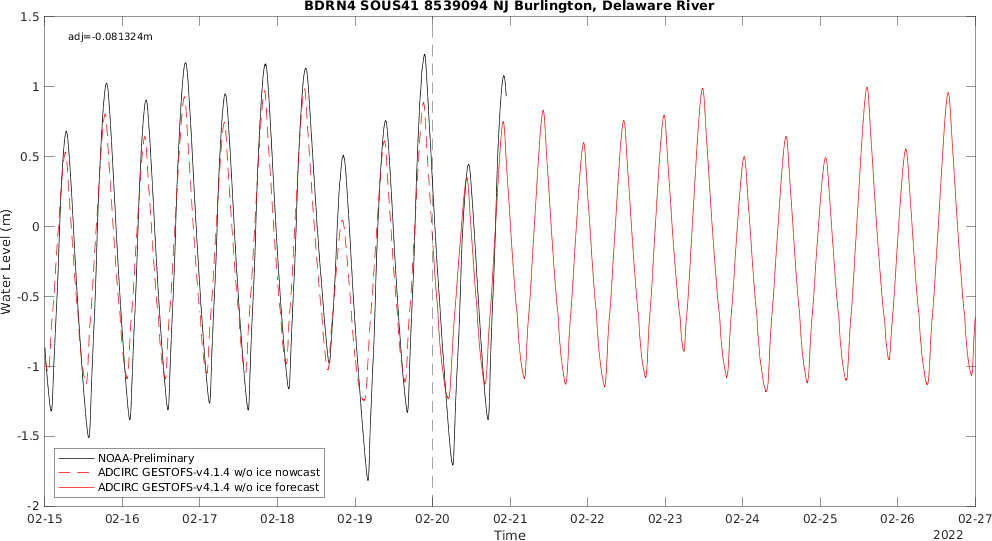 BDRN4 SOUS41 8539094 NJ Burlington, Delaware River
1.5
adj=-0.081324m
1
0.5
0
-0.5
-1
-1.5
-2
Water Level (m)
NOAA-Preliminary
ADCIRC GESTOFS-v4.1.4 w/o ice nowcast
ADCIRC GESTOFS-v4.1.4 w/o ice forecast
02-15 02-16 02-17 02-18 02-19 02-20 02-21 02-22 02-23 02-24 02-25 02-26 02-27
Time
2022